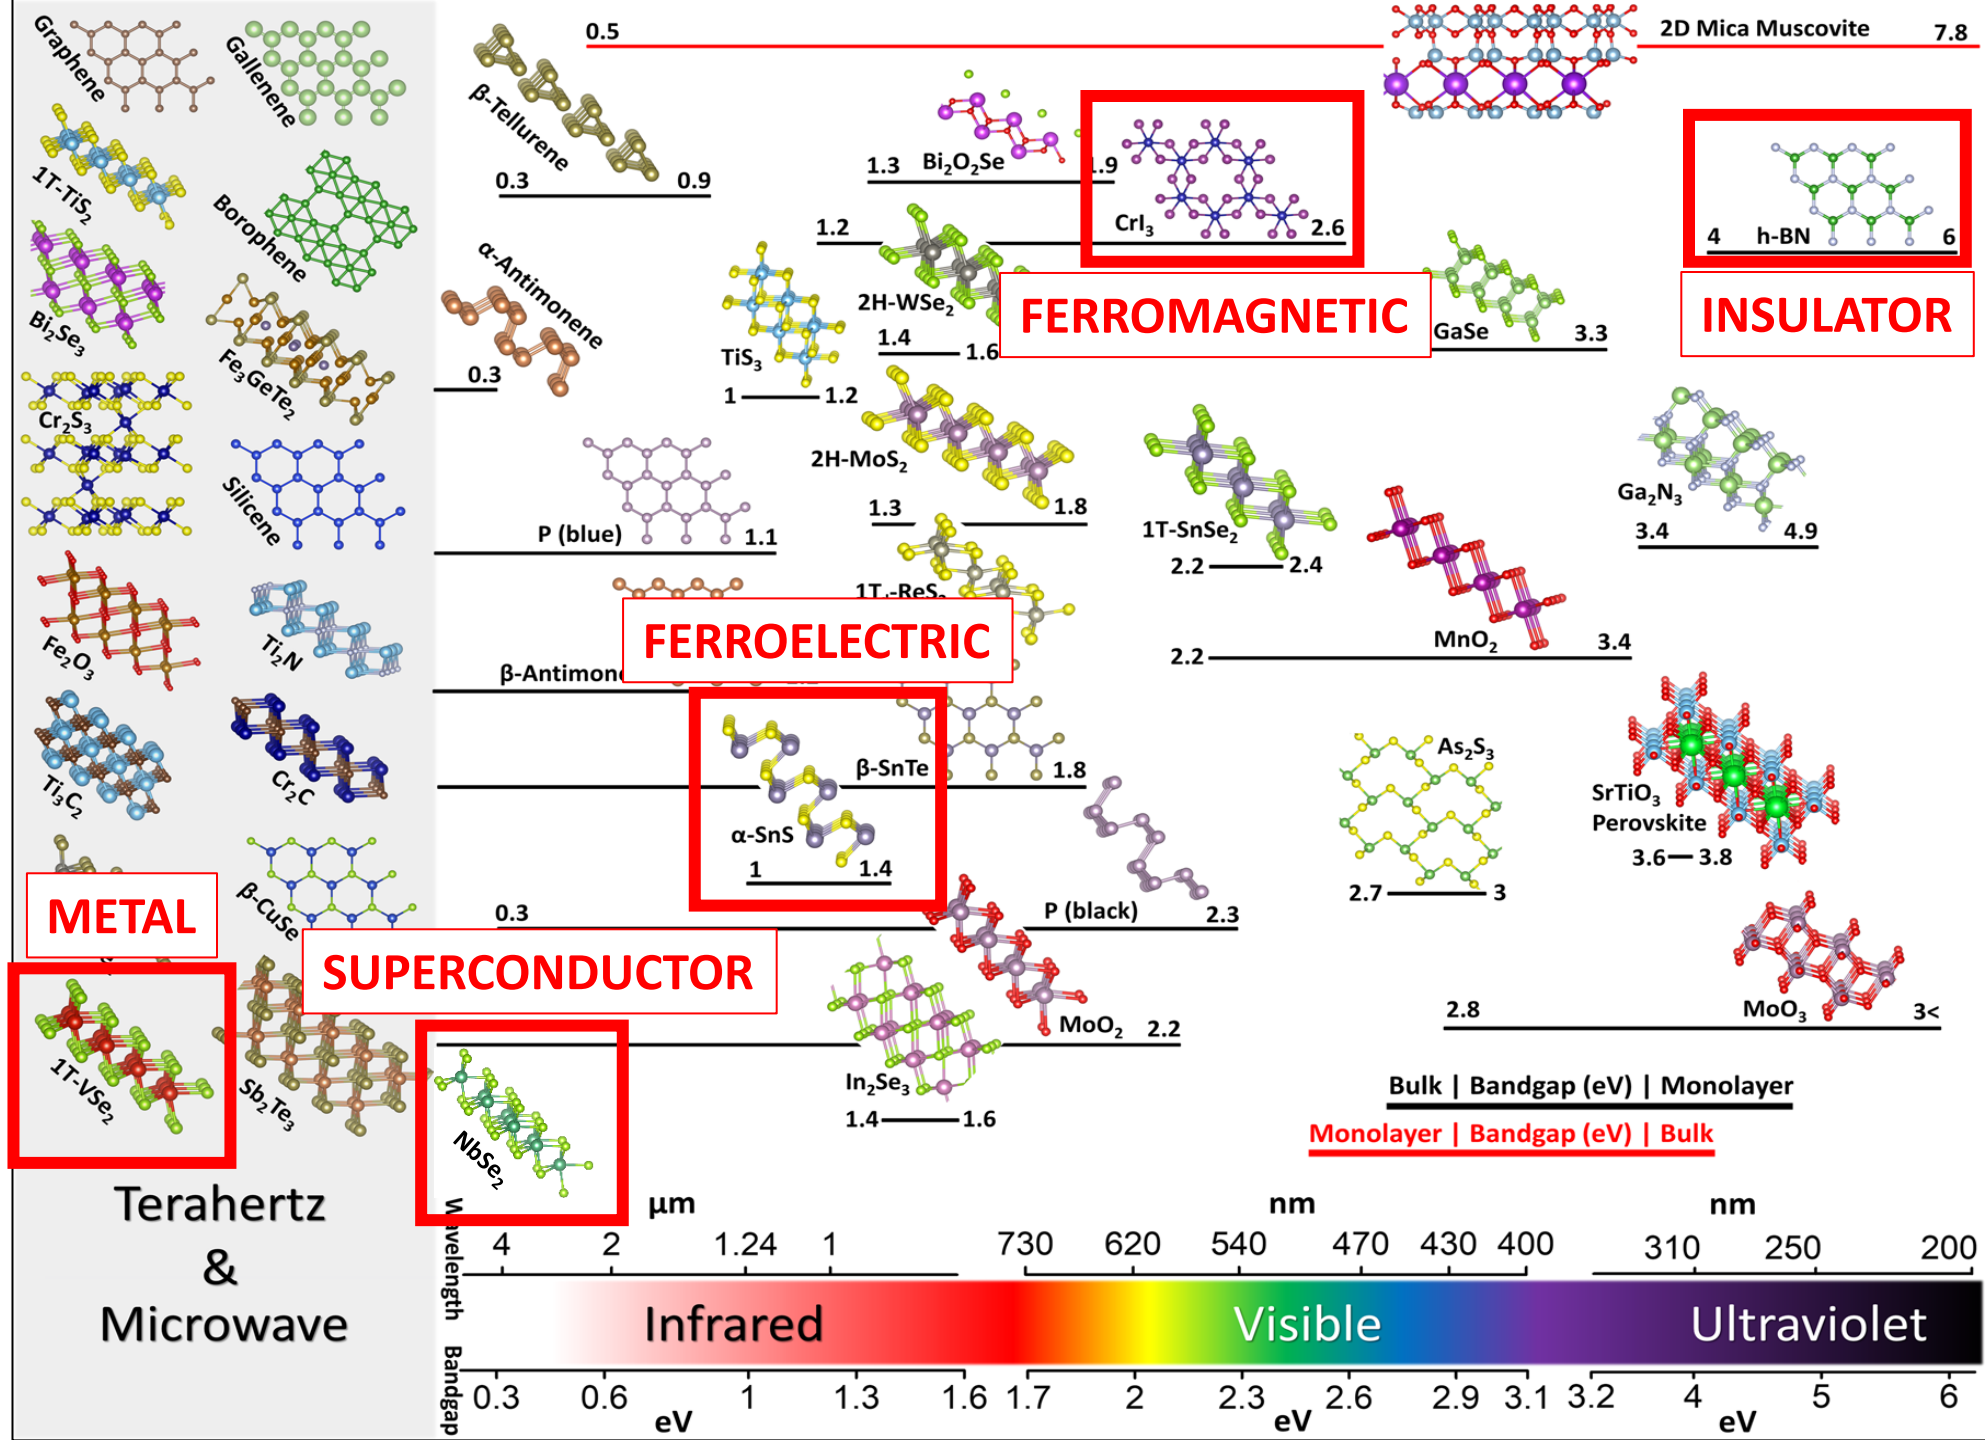 Graphene
Gallenene
1T-TiS₂
Borophene
Bi₂Se₃
Fe₃GeTe₂
Cr₂S₃
Silicene
Fe₂O₃
Ti₂N
Ti₃C₂
Cr₂C
β-CuSe
METAL
1T-VSe₂
Sb₂Te₃
SUPERCONDUCTOR
NbSe₂
Terahertz
&
Microwave
0.5
2D Mica Muscovite
7.8
β-Tellurene
0.3
0.9
Bi₂O₂Se
1.3
1.9
CrI₃
1.2
2.6
FERROMAGNETIC
4
h-BN
6
INSULATOR
α-Antimonene
0.3
TiS₃
1
1.2
2H-WSe₂
1.4
1.6
GaSe
3.3
2H-MoS₂
1.3
1.8
P (blue)
1.1
1T-SnSe₂
2.2
2.4
Ga₂N₃
3.4
4.9
MnO₂
2.2
3.4
FERROELECTRIC
β-SnTe
1.8
α-SnS
1
1.4
As₂S₃
2.7
3
SrTiO₃
Perovskite
3.6
3.8
0.3
P (black)
2.3
MoO₂
2.2
MoO₃
2.8
3<
In₂Se₃
1.4
1.6
Bulk | Bandgap (eV) | Monolayer
Monolayer | Bandgap (eV) | Bulk
Wavelength
µm
nm
nm
4 2 1.24 1 730 620 540 470 430 400 310 250 200
Infrared
Visible
Ultraviolet
Bandgap
0.3 0.6 1 1.3 1.6 1.7 2 2.3 2.6 2.9 3.1 3.2 4 5 6
eV
eV
eV